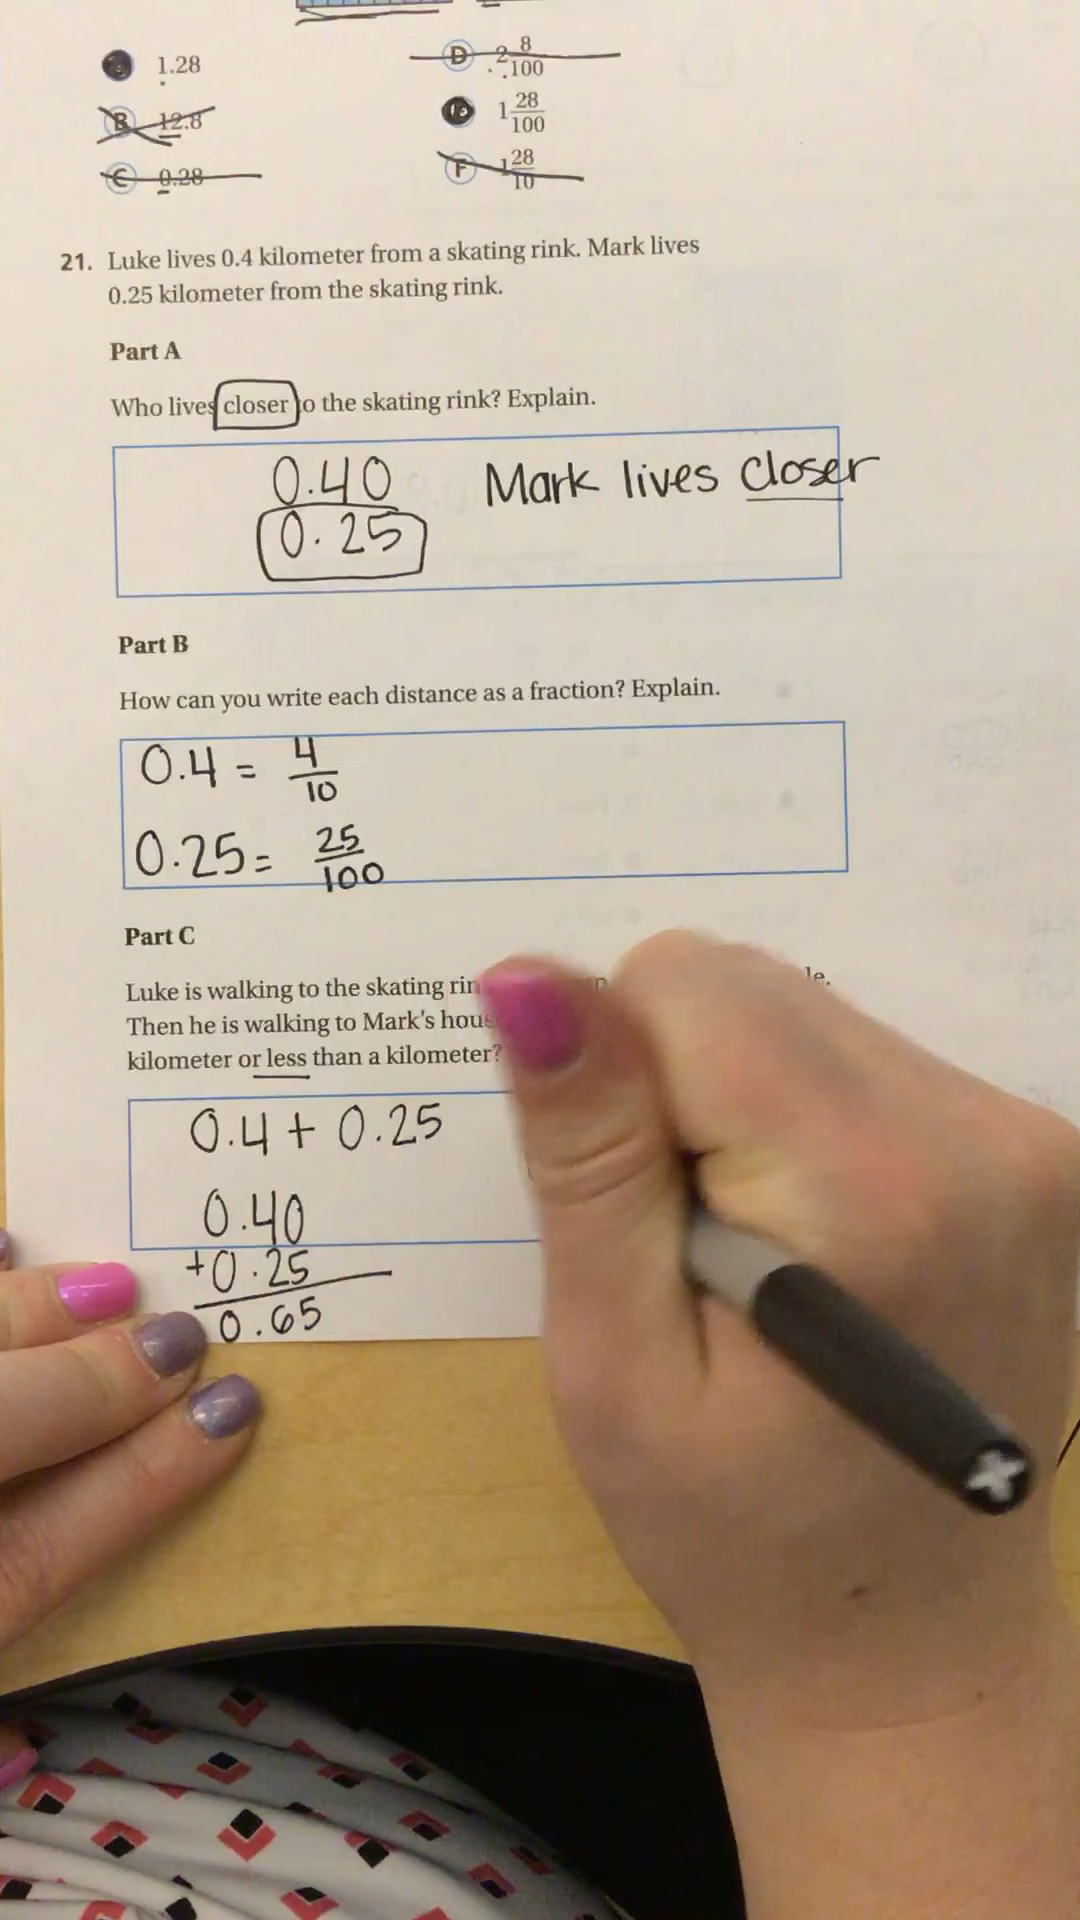 1.28
D 2 8/100
B 12.8
1 28/100
C 0.28
F 1 28/10
21. Luke lives 0.4 kilometer from a skating rink. Mark lives
0.25 kilometer from the skating rink.
Part A
Who lives closer to the skating rink? Explain.
0.40
0.25
Mark lives closer
Part B
How can you write each distance as a fraction? Explain.
0.4 = 4/10
0.25 = 25/100
Part C
Luke is walking to the skating
Then he is walking to Mark's
kilometer or less than a kilometer?
0.4 + 0.25
0.40
+0.25
0.65